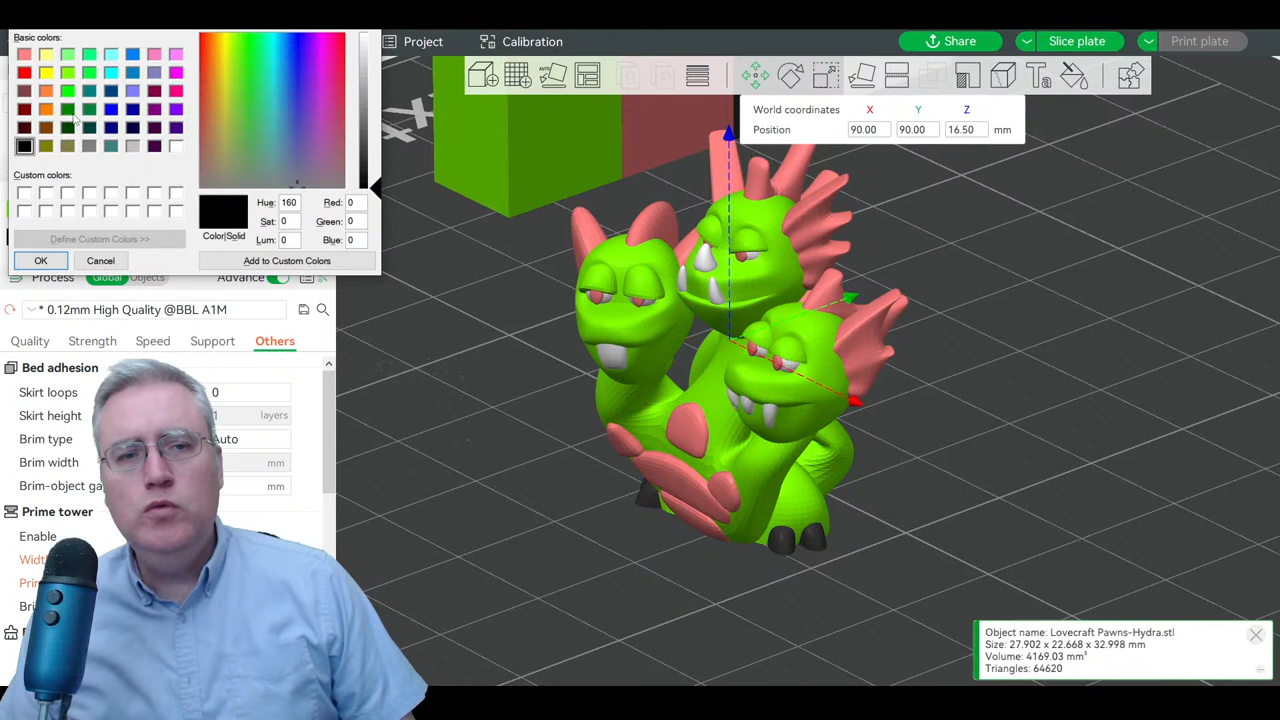 Basic colors:
Custom colors:
Define Custom Colors >>
OK
Cancel
Hue: 160
Sat: 0
Lum: 0
Red: 0
Green: 0
Blue: 0
Color|Solid
Add to Custom Colors
Project
Calibration
Share
Slice plate
Print plate
AUTO
World coordinates X Y Z
Position 90.00 90.00 16.50 mm
Process Global Objects Advance
* 0.12mm High Quality @BBL A1M
Quality Strength Speed Support Others
Bed adhesion
Skirt loops 0
Skirt height 1 layers
Brim type Auto
Brim width mm
Brim-object mm
Prime tower
Enable
Object name: Lovecraft Pawns-Hydra.stl
Size: 27.902 x 22.668 x 32.998 mm
Volume: 4169.03 mm³
Triangles: 64620